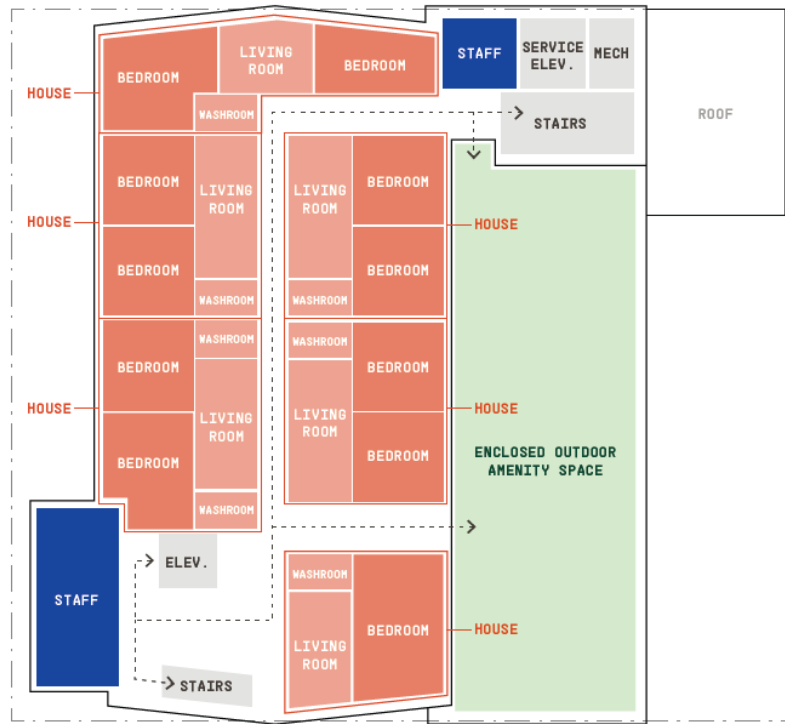 STAFF
SERVICE
ELEV.
MECH
LIVING
ROOM
BEDROOM
BEDROOM
HOUSE
WASHROOM
STAIRS
ROOF
BEDROOM
LIVING
ROOM
LIVING
ROOM
BEDROOM
HOUSE
HOUSE
BEDROOM
BEDROOM
WASHROOM
WASHROOM
WASHROOM
WASHROOM
BEDROOM
BEDROOM
LIVING
ROOM
LIVING
ROOM
HOUSE
HOUSE
BEDROOM
BEDROOM
ENCLOSED OUTDOOR
AMENITY SPACE
WASHROOM
ELEV.
WASHROOM
STAFF
BEDROOM
HOUSE
LIVING
ROOM
STAIRS